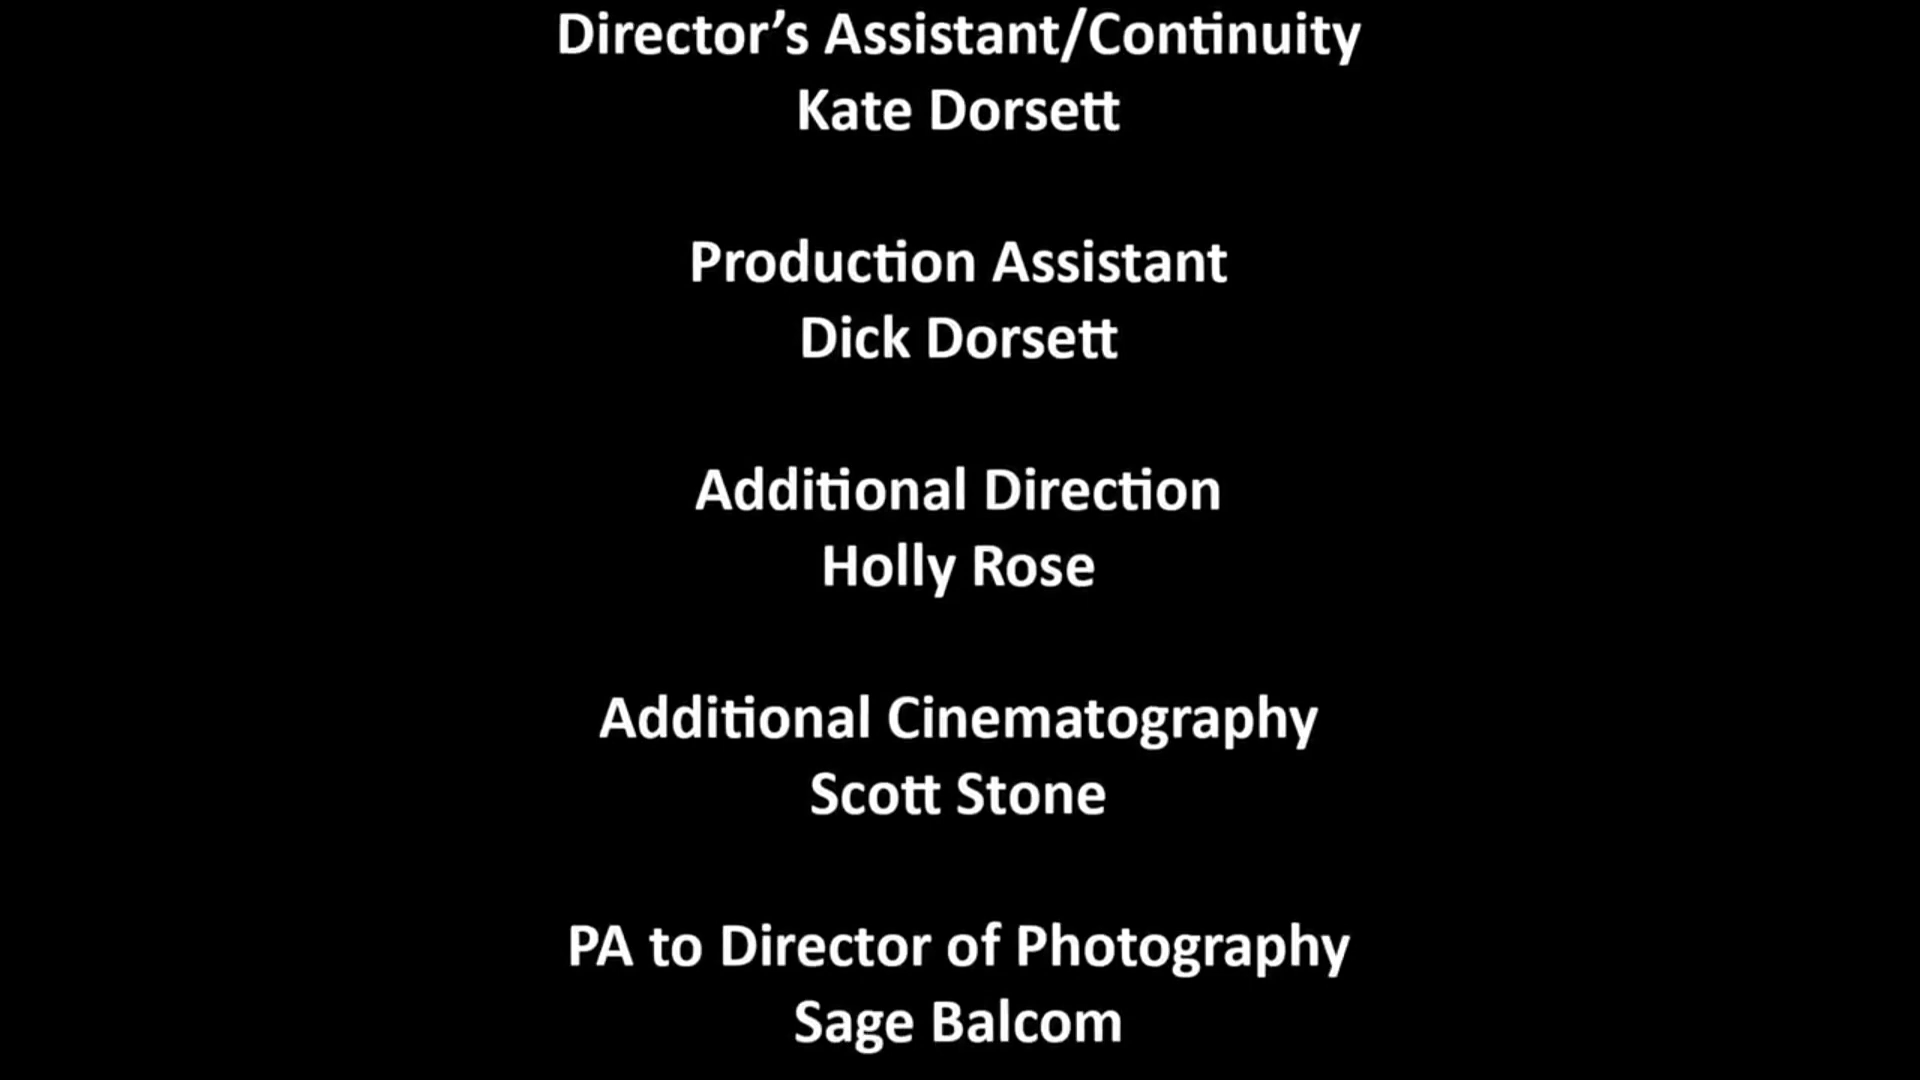 Director’s Assistant/Continuity
Kate Dorsett
Production Assistant
Dick Dorsett
Additional Direction
Holly Rose
Additional Cinematography
Scott Stone
PA to Director of Photography
Sage Balcom